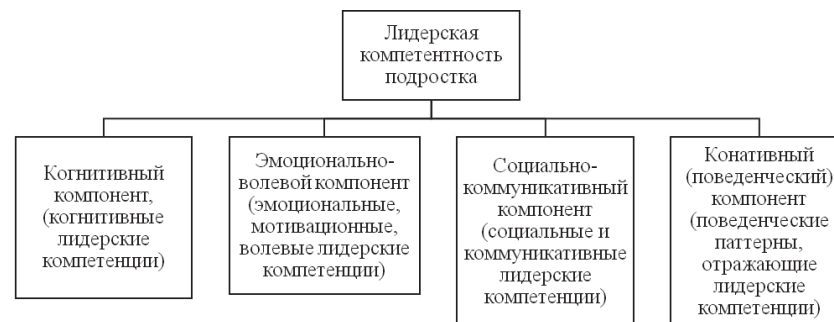 Лидерская
компетентность
подростка
Когнитивный
компонент,
(когнитивные
лидерские
компетенции)
Эмоционально-
волевой компонент
(эмоциональные,
мотивационные,
волевые лидерские
компетенции)
Социально-
коммуникативный
компонент
(социальные и
коммуникативные
лидерские
компетенции)
Конативный
(поведенческий)
компонент
(поведенческие
паттерны,
отражающие
лидерские
компетенции)